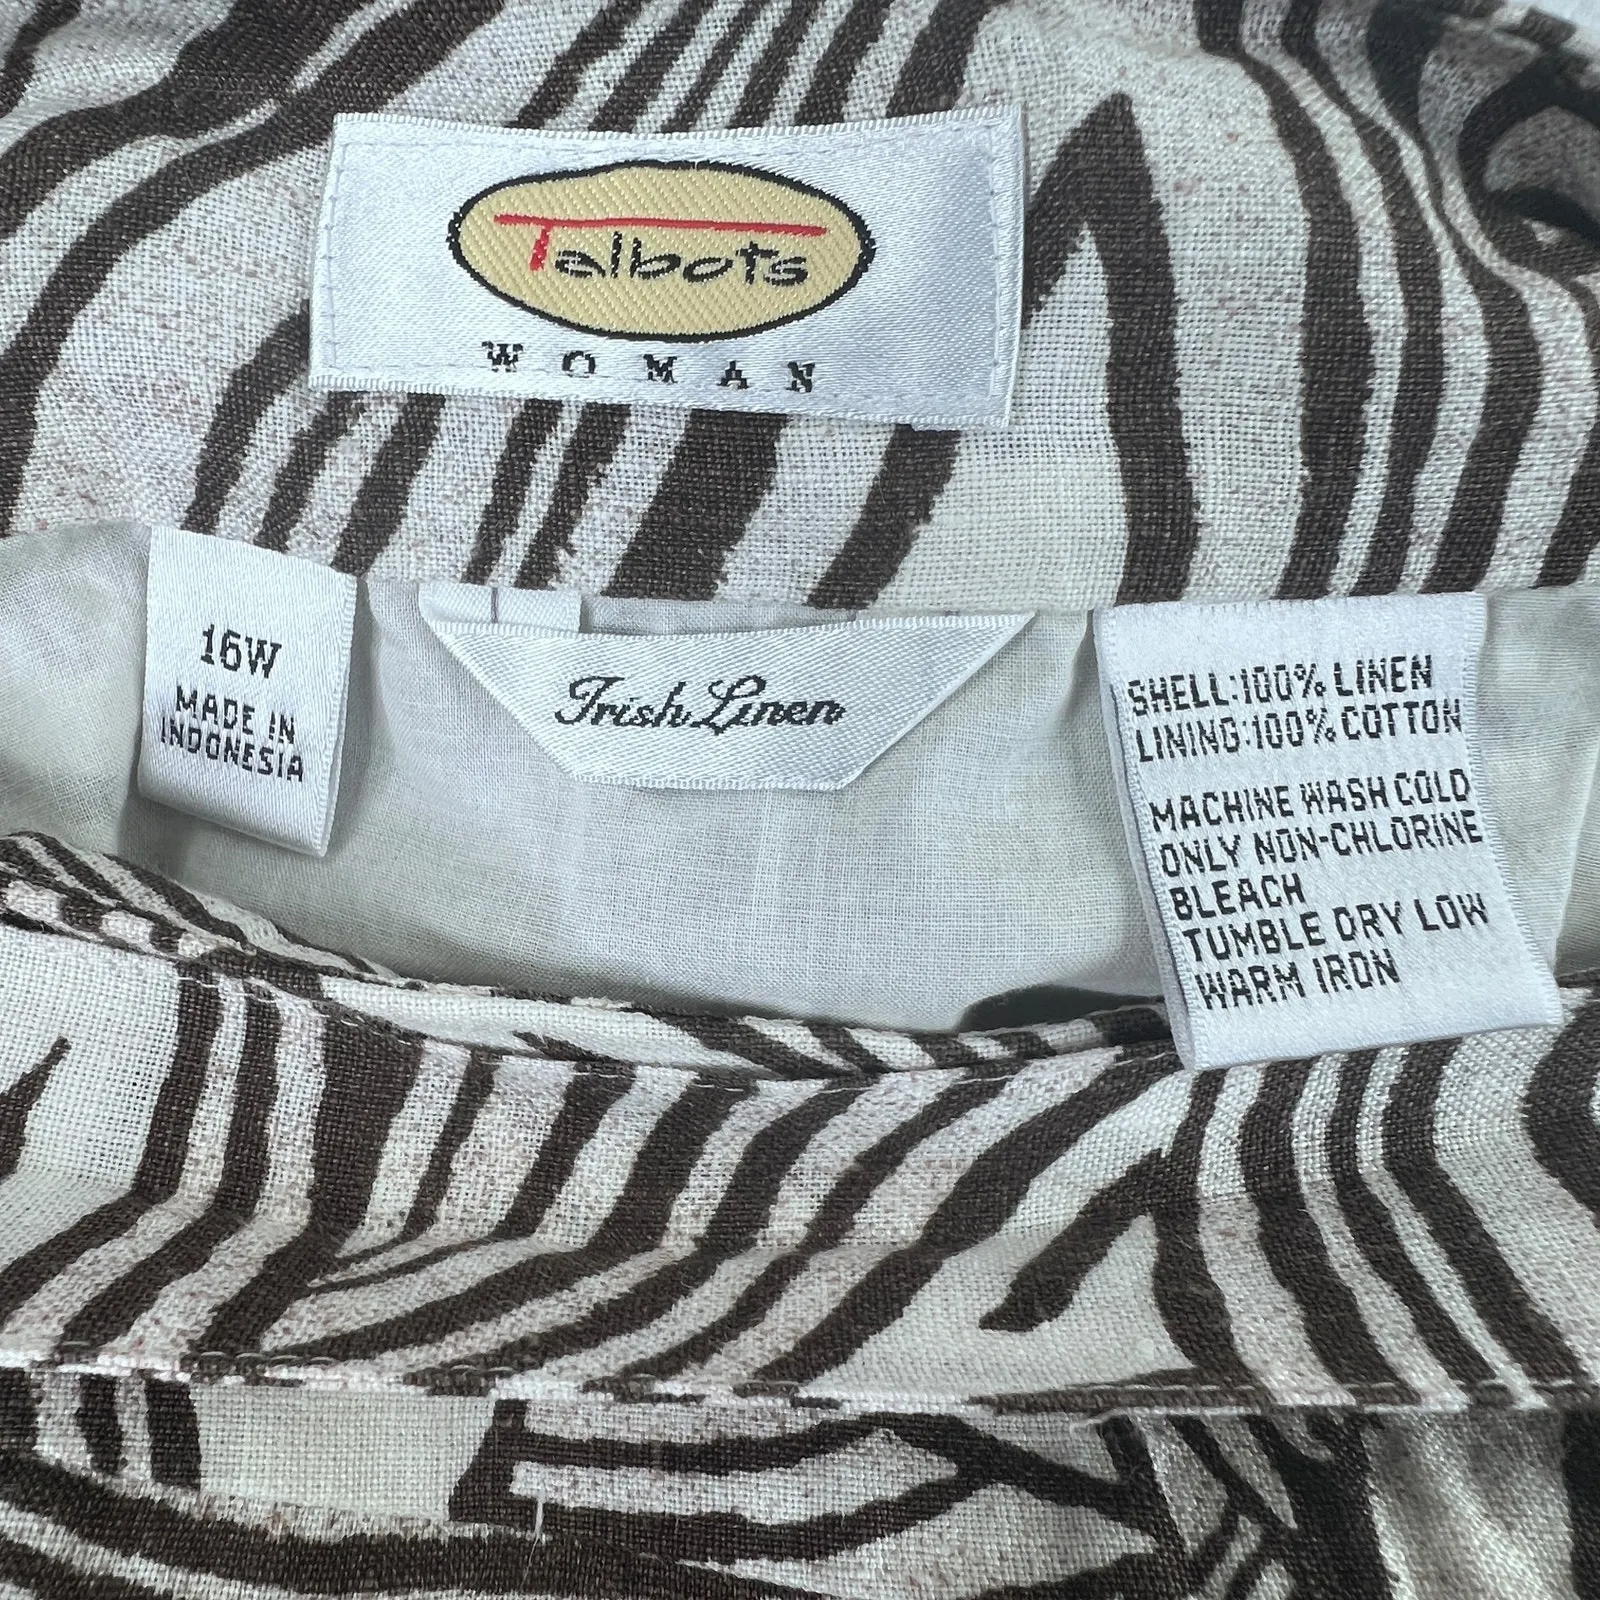 Talbots
WOMAN
16W
MADE IN
INDONESIA
Irish Linen
SHELL:100% LINEN
LINING:100% COTTON
MACHINE WASH COLD
ONLY NON-CHLORINE
BLEACH
TUMBLE DRY LOW
WARM IRON